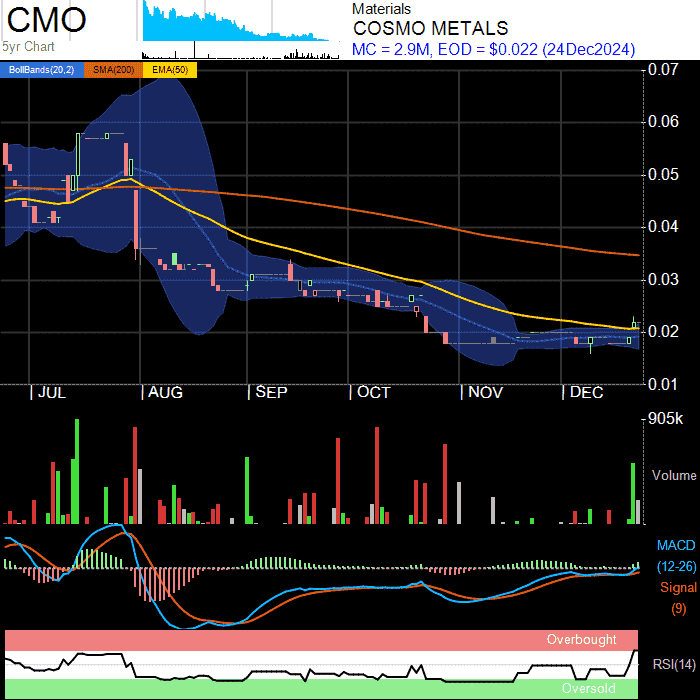 CMO
5yr Chart
Materials
COSMO METALS
MC = 2.9M, EOD = $0.022 (24Dec2024)
BollBands(20,2) SMA(200) EMA(50)
0.07
0.06
0.05
0.04
0.03
0.02
0.01
JUL AUG SEP OCT NOV DEC
905k
Volume
MACD
(12-26)
Signal
(9)
Overbought
RSI(14)
Oversold